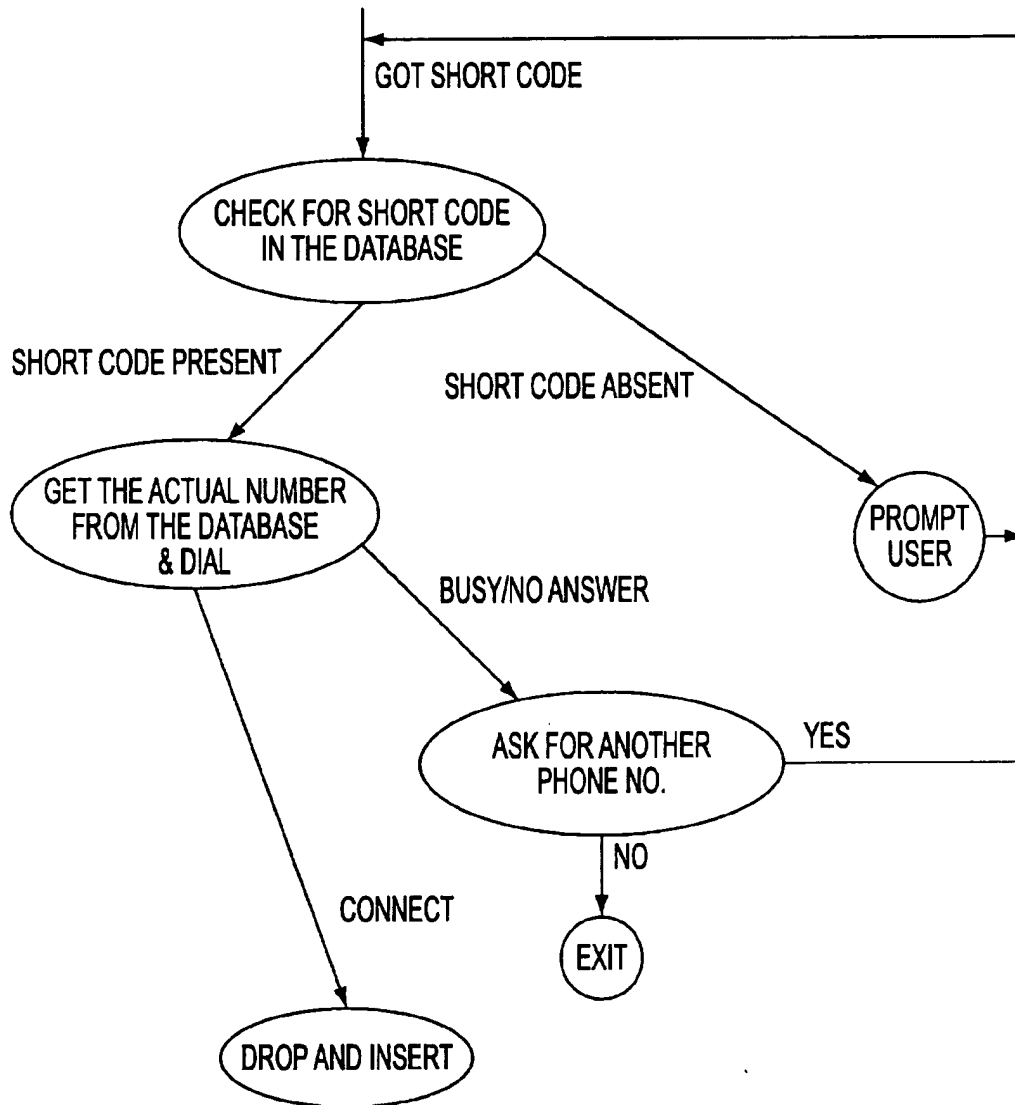 GOT SHORT CODE
CHECK FOR SHORT CODE
IN THE DATABASE
SHORT CODE PRESENT
SHORT CODE ABSENT
GET THE ACTUAL NUMBER
FROM THE DATABASE
& DIAL
PROMPT
USER
BUSY/NO ANSWER
ASK FOR ANOTHER
PHONE NO.
YES
NO
CONNECT
EXIT
DROP AND INSERT